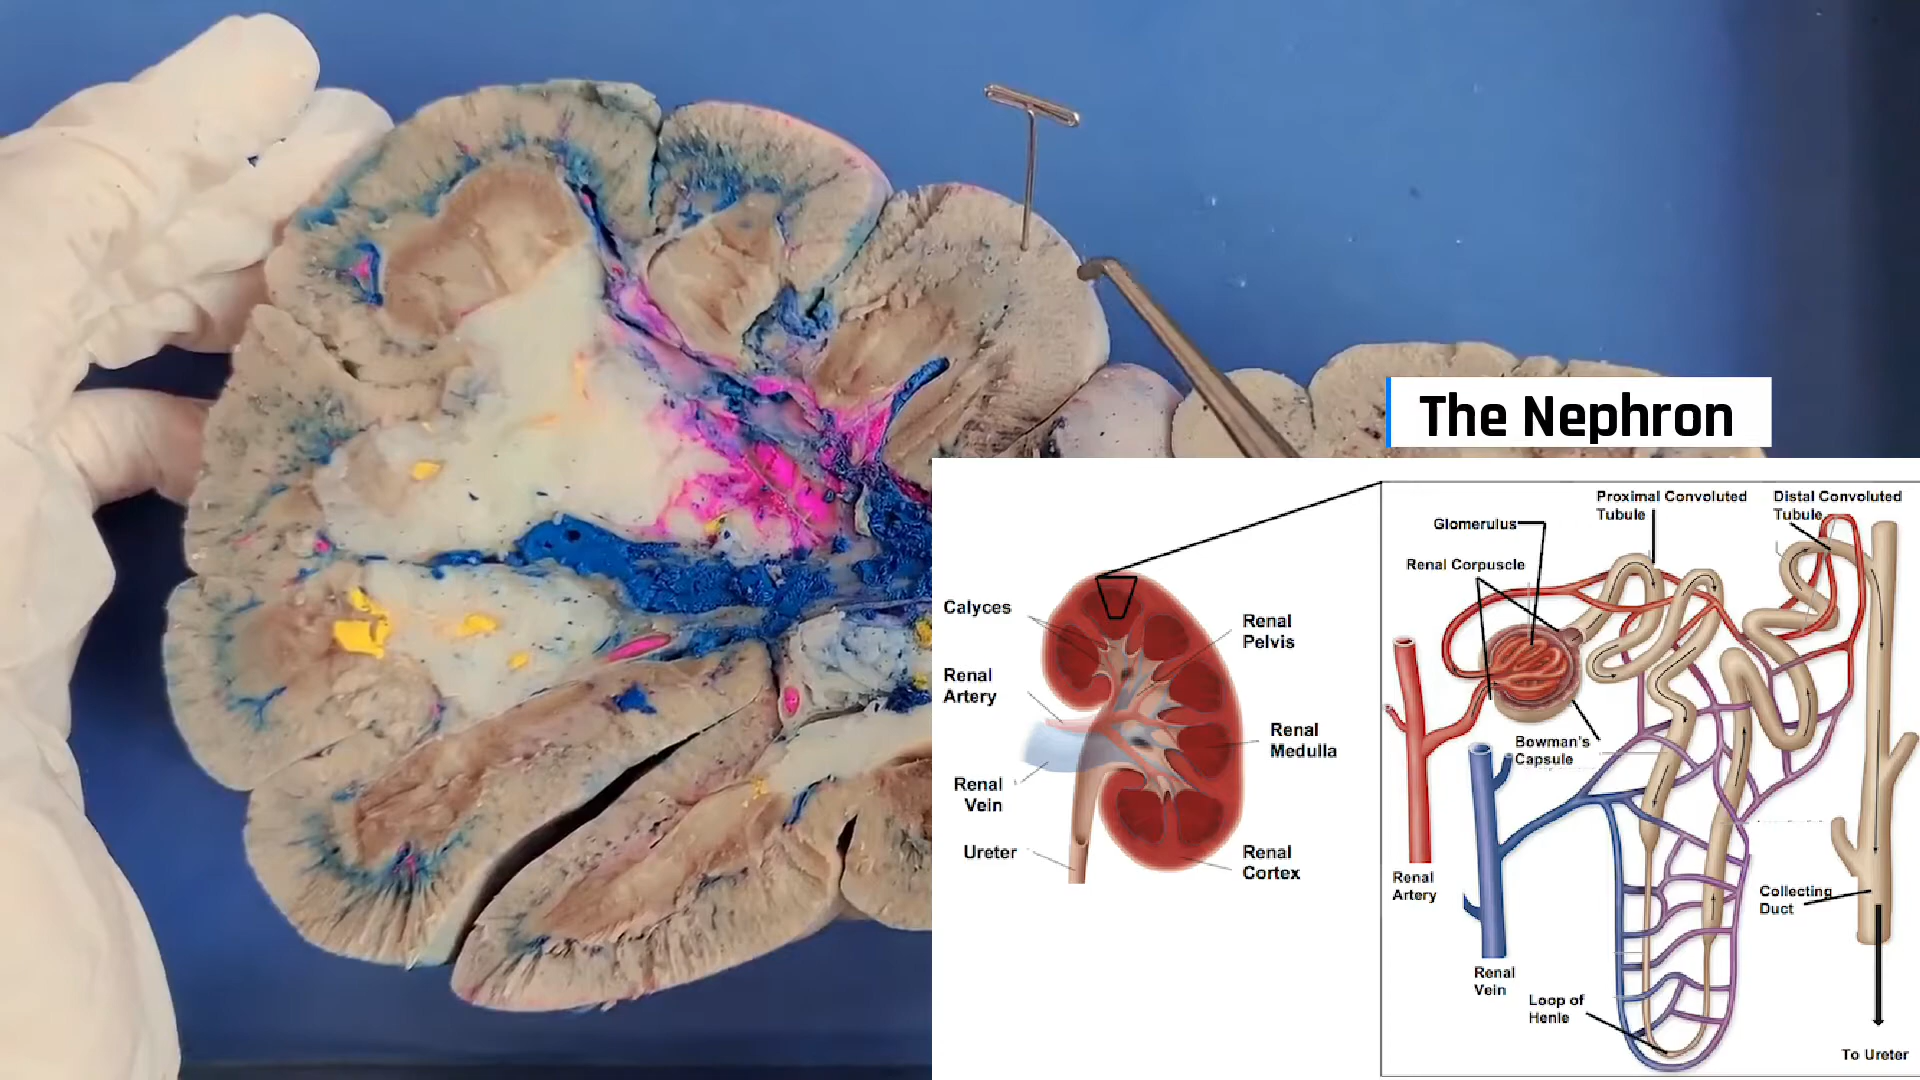 The Nephron
Calyces
Renal
Artery
Renal
Vein
Ureter
Renal
Pelvis
Renal
Medulla
Renal
Cortex
Proximal Convoluted
Tubule
Distal Convoluted
Tubule
Glomerulus
Renal Corpuscle
Bowman's
Capsule
Renal
Artery
Renal
Vein
Loop of
Henle
Collecting
Duct
To Ureter